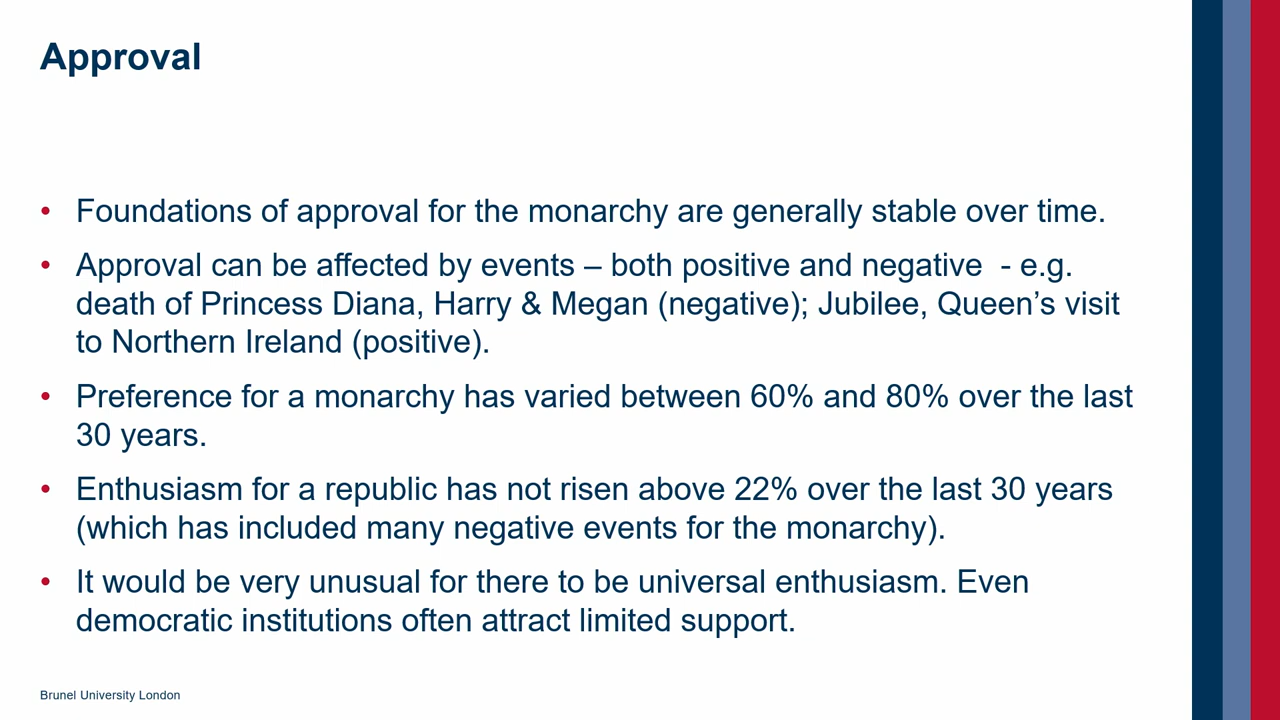 Approval
• Foundations of approval for the monarchy are generally stable over time.
• Approval can be affected by events – both positive and negative  - e.g.
death of Princess Diana, Harry & Megan (negative); Jubilee, Queen’s visit
to Northern Ireland (positive).
• Preference for a monarchy has varied between 60% and 80% over the last
30 years.
• Enthusiasm for a republic has not risen above 22% over the last 30 years
(which has included many negative events for the monarchy).
• It would be very unusual for there to be universal enthusiasm. Even
democratic institutions often attract limited support.
Brunel University London